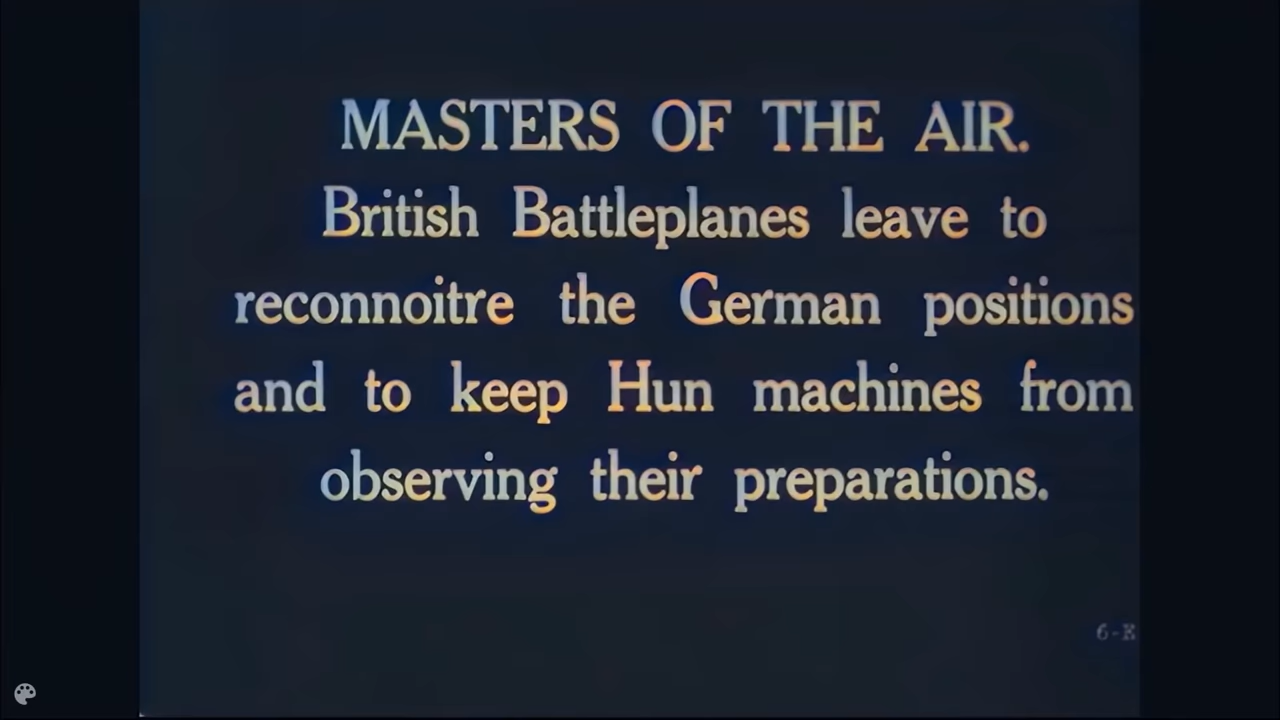 MASTERS OF THE AIR.
British Battleplanes leave to
reconnoitre the German positions
and to keep Hun machines from
observing their preparations.
6-E